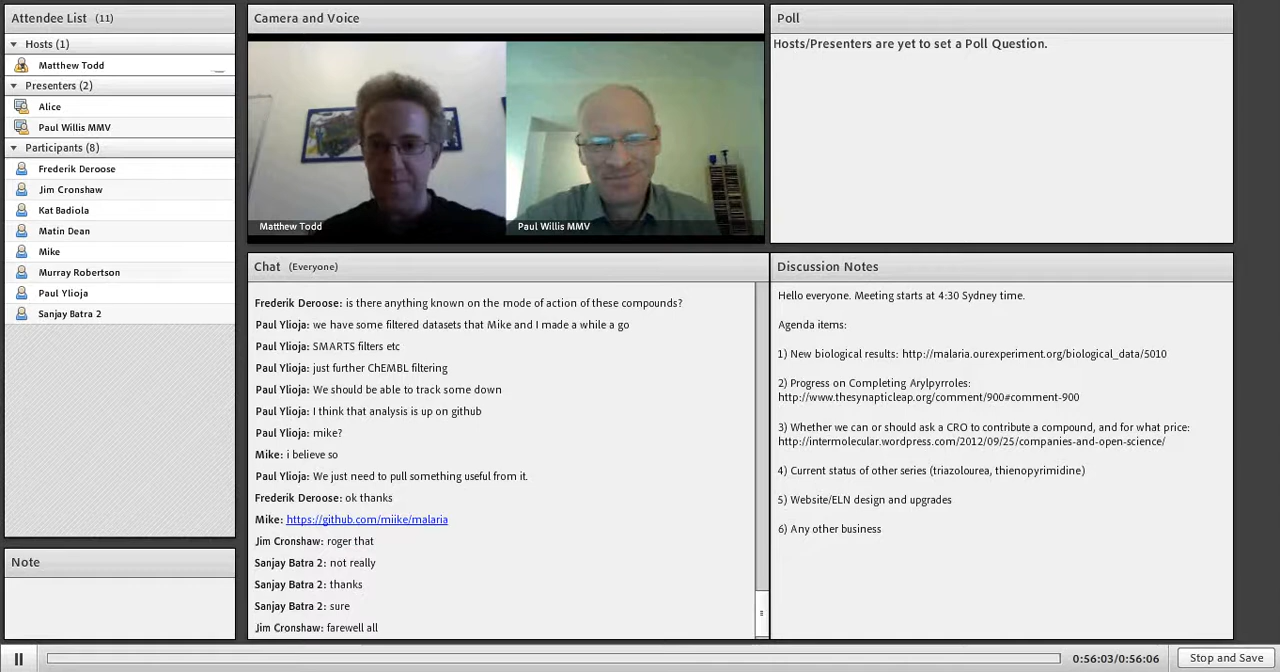 Attendee List (11)
Hosts (1)
Matthew Todd
Presenters (2)
Alice
Paul Willis MMV
Participants (8)
Frederik Deroose
Jim Cronshaw
Kat Badiola
Matin Dean
Mike
Murray Robertson
Paul Ylioja
Sanjay Batra 2
Note
Camera and Voice
Matthew Todd
Paul Willis MMV
Chat (Everyone)
Frederik Deroose: is there anything known on the mode of action of these compounds?
Paul Ylioja: we have some filtered datasets that Mike and I made a while a go
Paul Ylioja: SMARTS filters etc
Paul Ylioja: just further ChEMBL filtering
Paul Ylioja: We should be able to track some down
Paul Ylioja: I think that analysis is up on github
Paul Ylioja: mike?
Mike: i believe so
Paul Ylioja: We just need to pull something useful from it.
Frederik Deroose: ok thanks
Mike: https://github.com/miike/malaria
Jim Cronshaw: roger that
Sanjay Batra 2: not really
Sanjay Batra 2: thanks
Sanjay Batra 2: sure
Jim Cronshaw: farewell all
Poll
Hosts/Presenters are yet to set a Poll Question.
Discussion Notes
Hello everyone. Meeting starts at 4:30 Sydney time.
Agenda items:
1) New biological results: http://malaria.ourexperiment.org/biological_data/5010
2) Progress on Completing Arylpyrroles:
http://www.thesynapticleap.org/comment/900#comment-900
3) Whether we can or should ask a CRO to contribute a compound, and for what price:
http://intermolecular.wordpress.com/2012/09/25/companies-and-open-science/
4) Current status of other series (triazolourea, thienopyrimidine)
5) Website/ELN design and upgrades
6) Any other business
0:56:03/0:56:06
Stop and Save